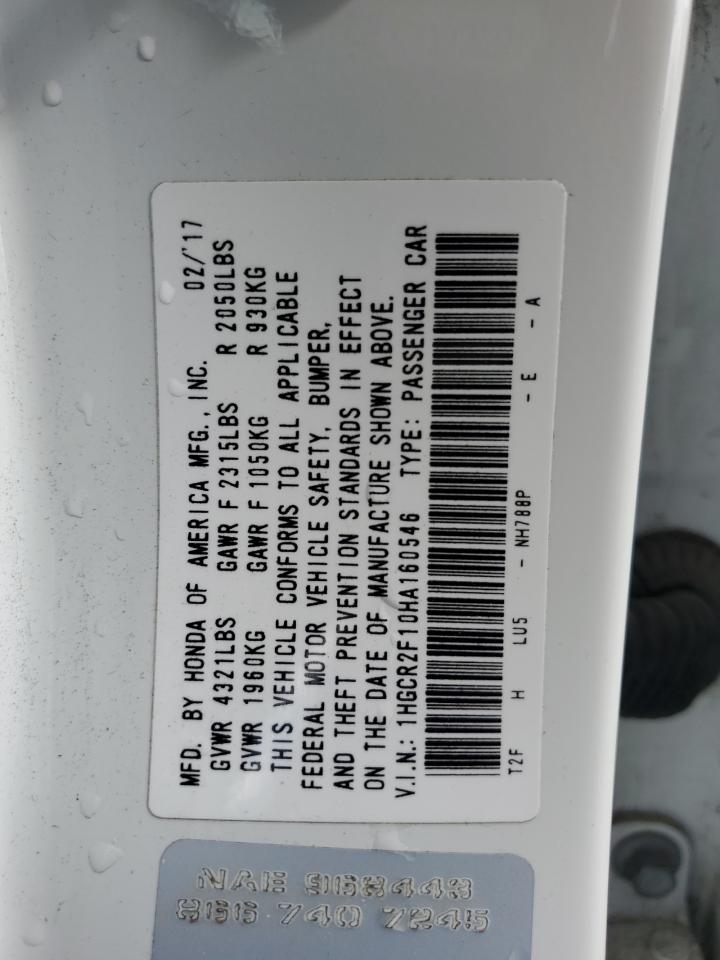 MFD. BY HONDA OF AMERICA MFG., INC. 02/'17
GVWR 4321LBS GAWR F 2315LBS R 2050LBS
GVWR 1960KG GAWR F 1050KG R 930KG
THIS VEHICLE CONFORMS TO ALL APPLICABLE
FEDERAL MOTOR VEHICLE SAFETY, BUMPER,
AND THEFT PREVENTION STANDARDS IN EFFECT
ON THE DATE OF MANUFACTURE SHOWN ABOVE.
V.I.N.: 1HGCR2F10HA160546 TYPE: PASSENGER CAR
T2F H LU5 - NH788P - E - A
NAE 968443
866 740 7245